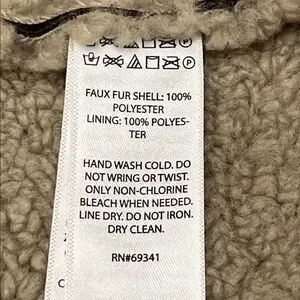 FAUX FUR SHELL: 100%
POLYESTER
LINING: 100% POLYES-
TER
HAND WASH COLD. DO
NOT WRING OR TWIST.
ONLY NON-CHLORINE
BLEACH WHEN NEEDED.
LINE DRY. DO NOT IRON.
DRY CLEAN.
RN#69341